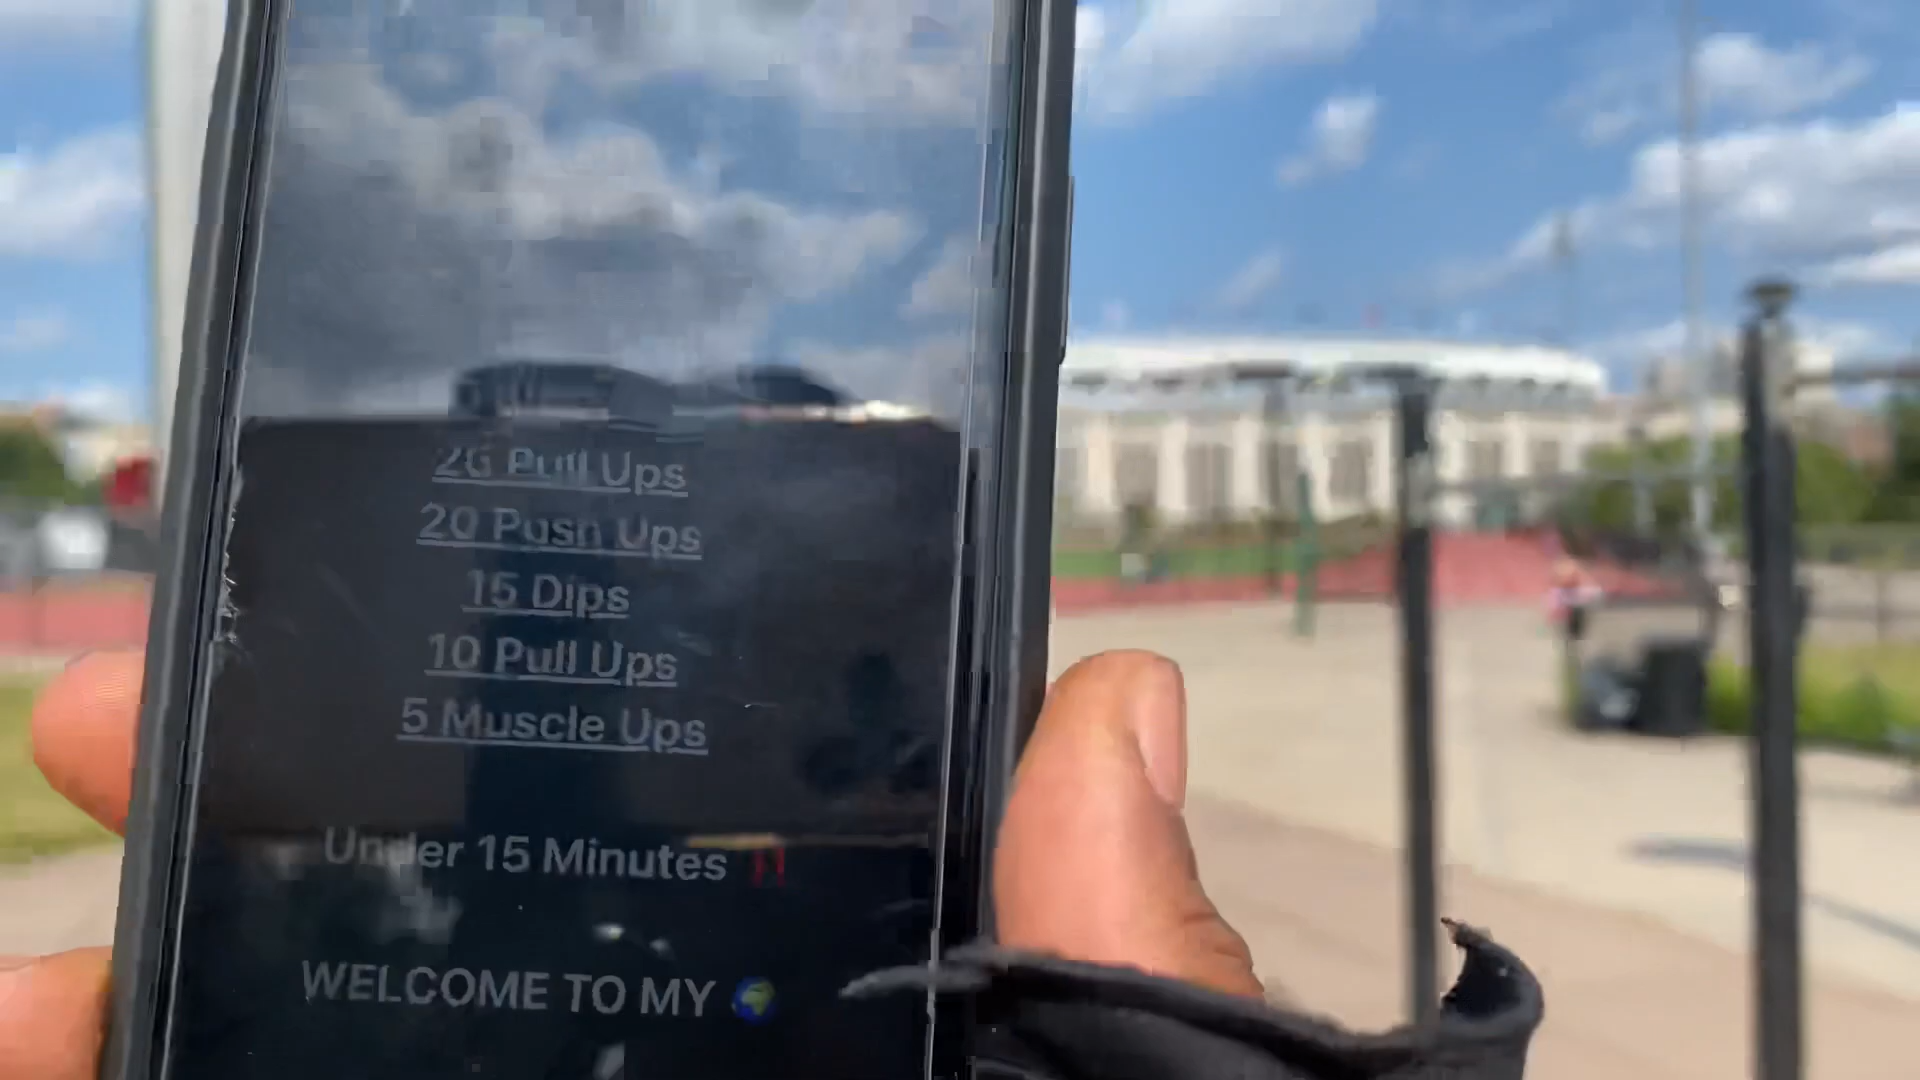 20 Pull Ups
20 Push Ups
15 Dips
10 Pull Ups
5 Muscle Ups
Under 15 Minutes ‼️
WELCOME TO MY 🌍